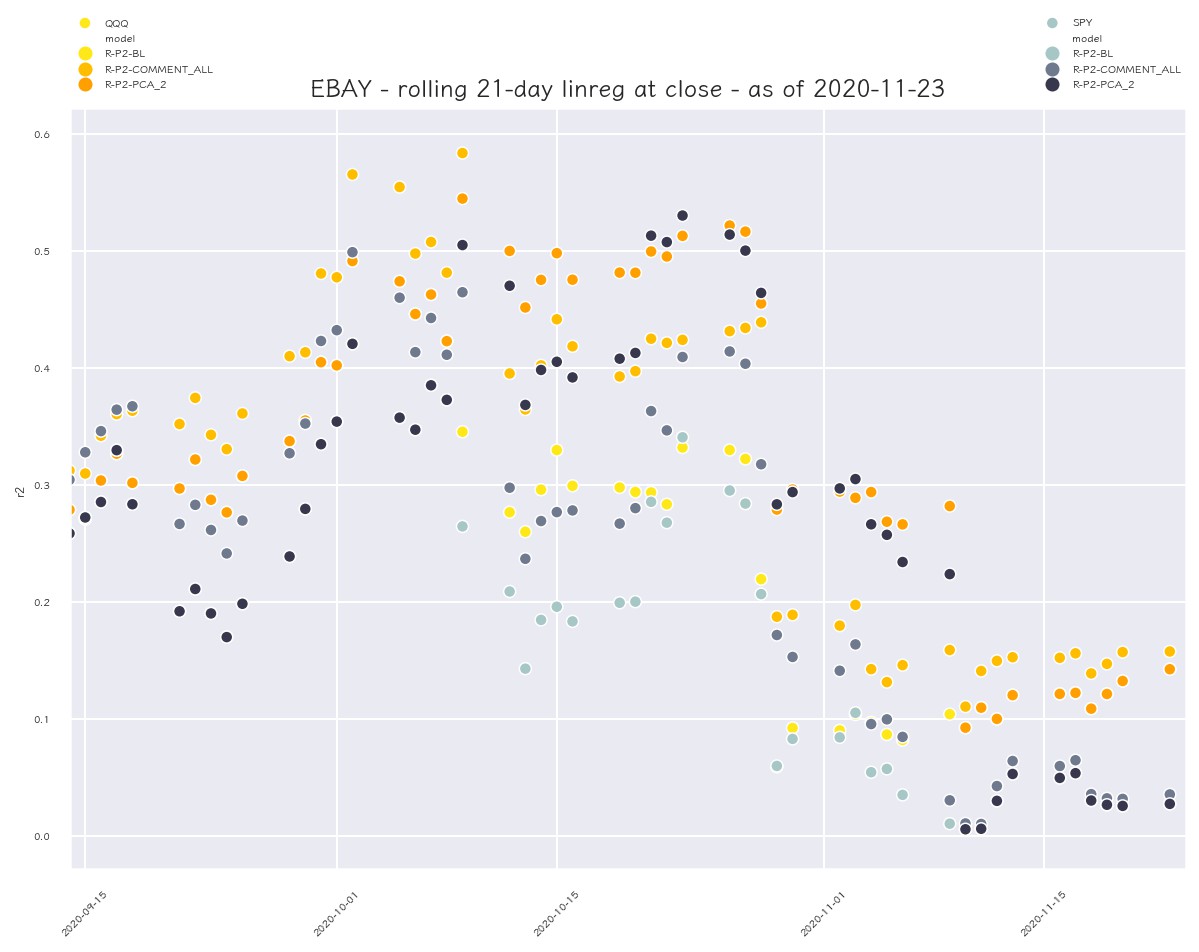 QQQ
model
R-P2-BL
R-P2-COMMENT_ALL
R-P2-PCA_2
SPY
model
R-P2-BL
R-P2-COMMENT_ALL
R-P2-PCA_2
EBAY - rolling 21-day linreg at close - as of 2020-11-23
0.6
0.5
0.4
0.3
0.2
0.1
0.0
r2
2020-09-15
2020-10-01
2020-10-15
2020-11-01
2020-11-15